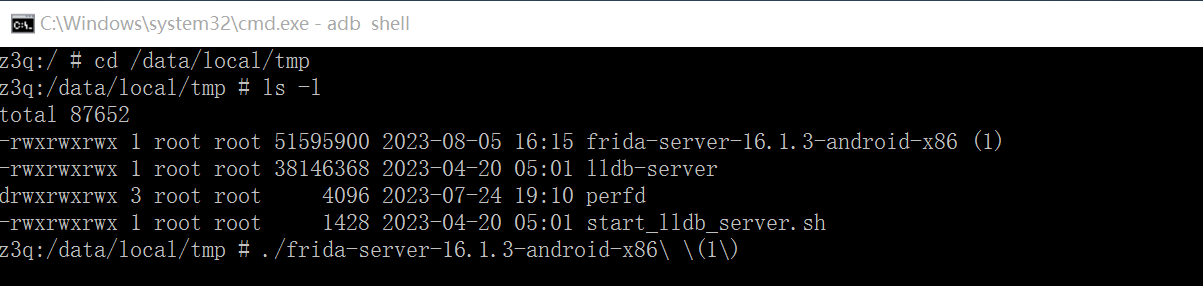 C:\Windows\system32\cmd.exe - adb  shell
z3q:/ # cd /data/local/tmp
z3q:/data/local/tmp # ls -l
total 87652
-rwxrwxrwx 1 root root 51595900 2023-08-05 16:15 frida-server-16.1.3-android-x86 (1)
-rwxrwxrwx 1 root root 38146368 2023-04-20 05:01 lldb-server
drwxrwxrwx 3 root root     4096 2023-07-24 19:10 perfd
-rwxrwxrwx 1 root root     1428 2023-04-20 05:01 start_lldb_server.sh
z3q:/data/local/tmp # ./frida-server-16.1.3-android-x86\ \(1\)